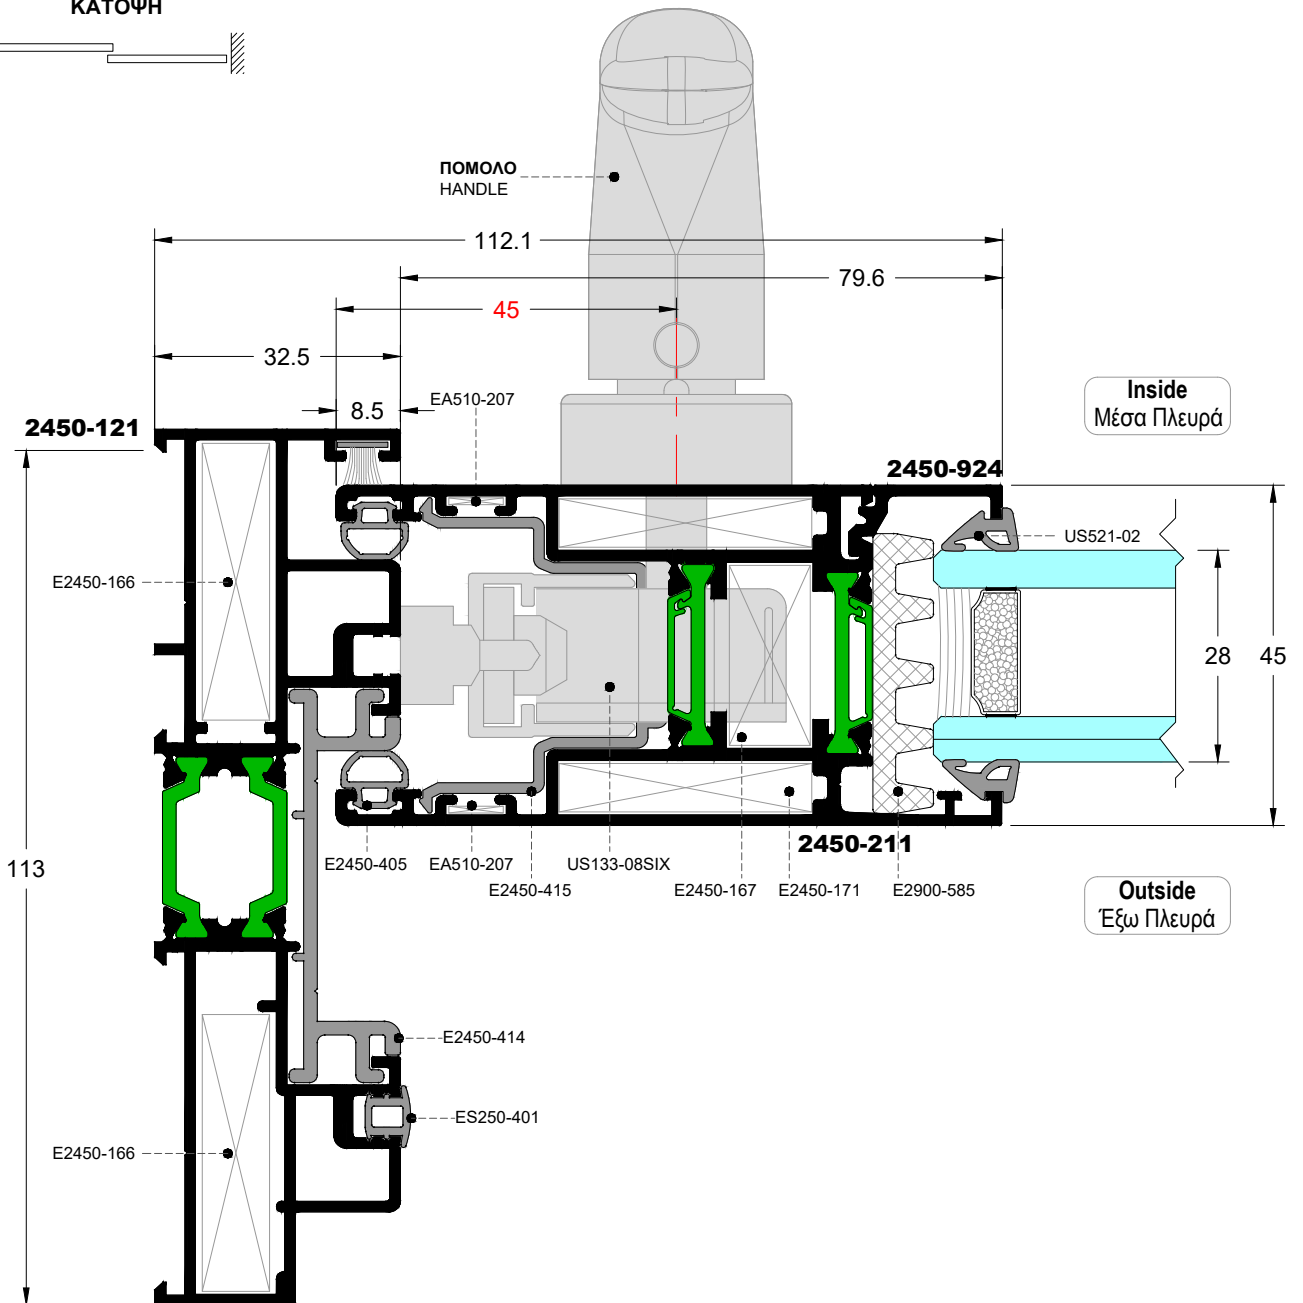 ΚΑΤΟΨΗ
ΠΟΜΟΛΟ
HANDLE
112.1
79.6
45
32.5
8.5
EA510-207
2450-121
Inside
Μέσα Πλευρά
2450-924
US521-02
E2450-166
28
45
2450-211
113
E2450-405
EA510-207
US133-08SIX
E2450-415
E2450-167
E2450-171
E2900-585
Outside
Έξω Πλευρά
E2450-414
ES250-401
E2450-166